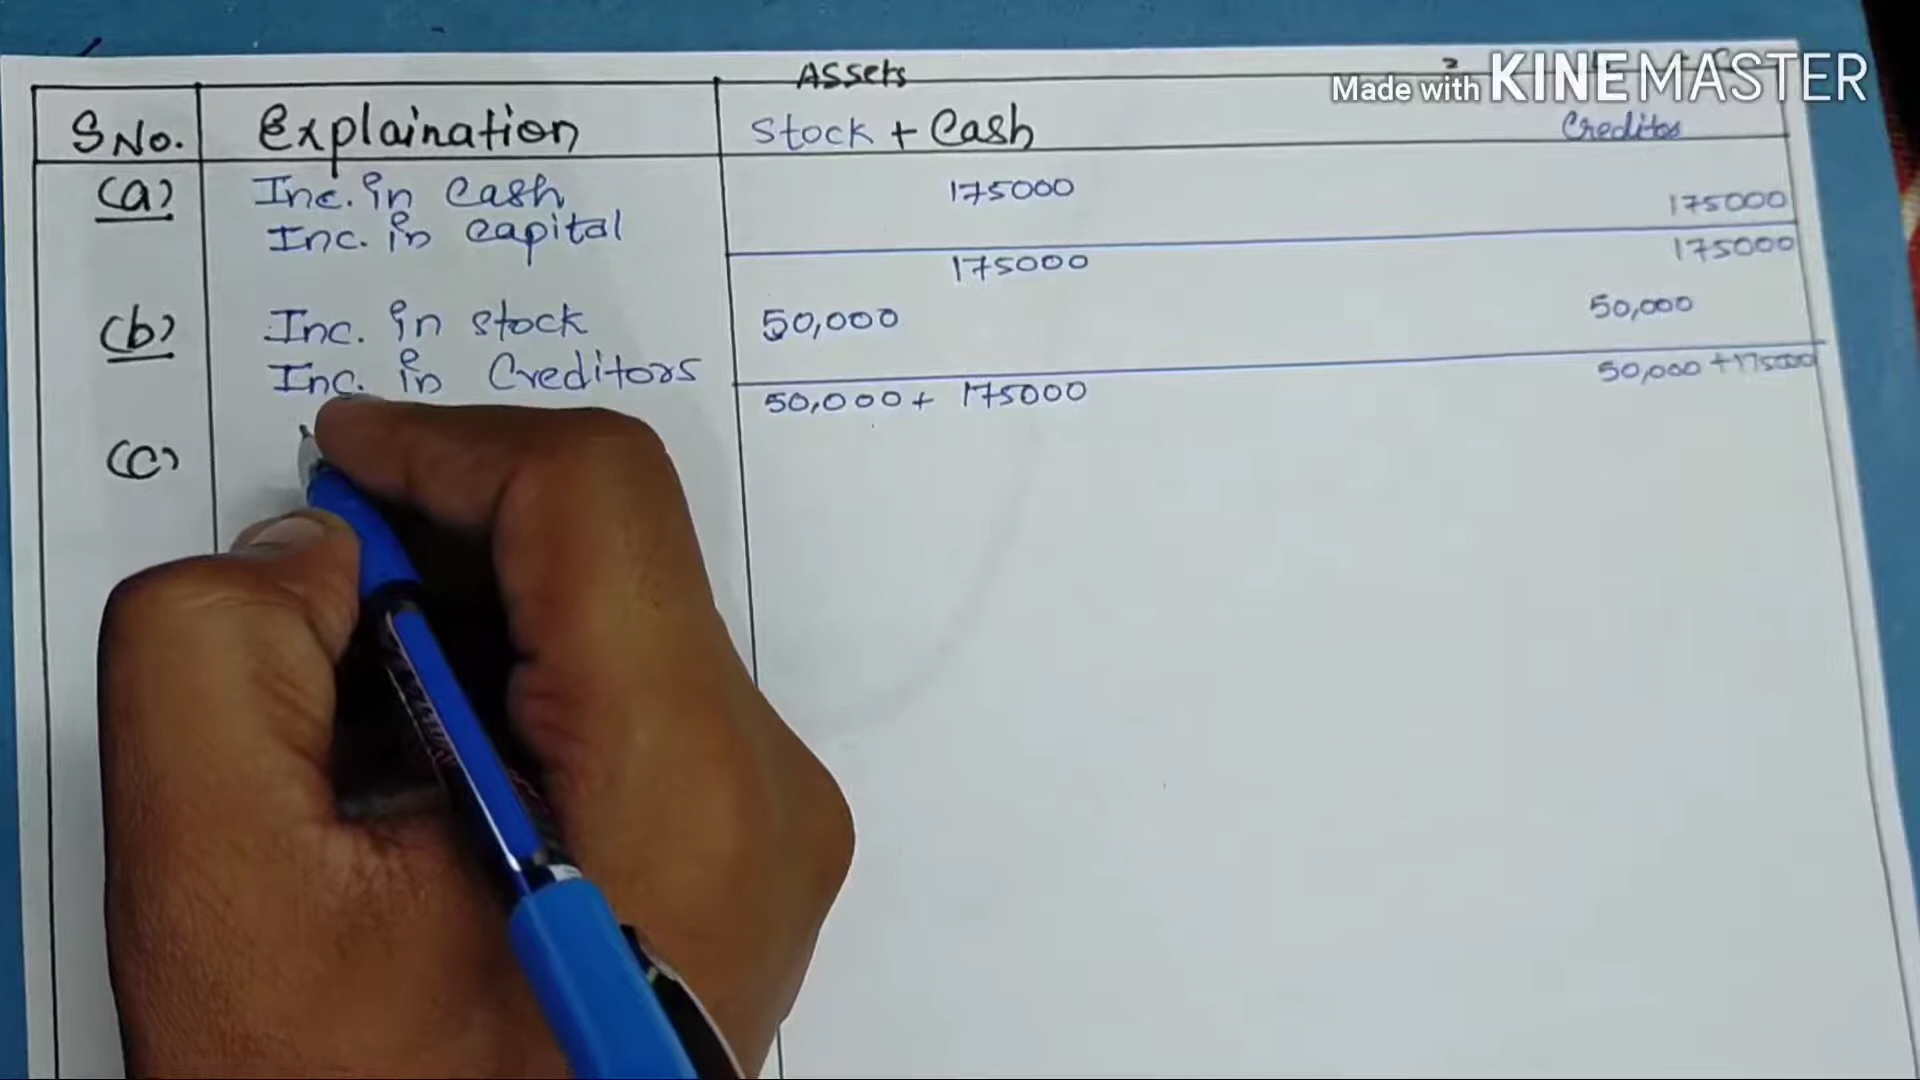 Assets
Made with KINEMASTER
S No. Explaination Stock + Cash Creditos
(a) Inc. in Cash 175000 175000
Inc. in capital
175000 175000
(b) Inc. in stock 50,000 50,000
Inc. in Creditors
50,000 + 175000 50,000 + 175000
(c)